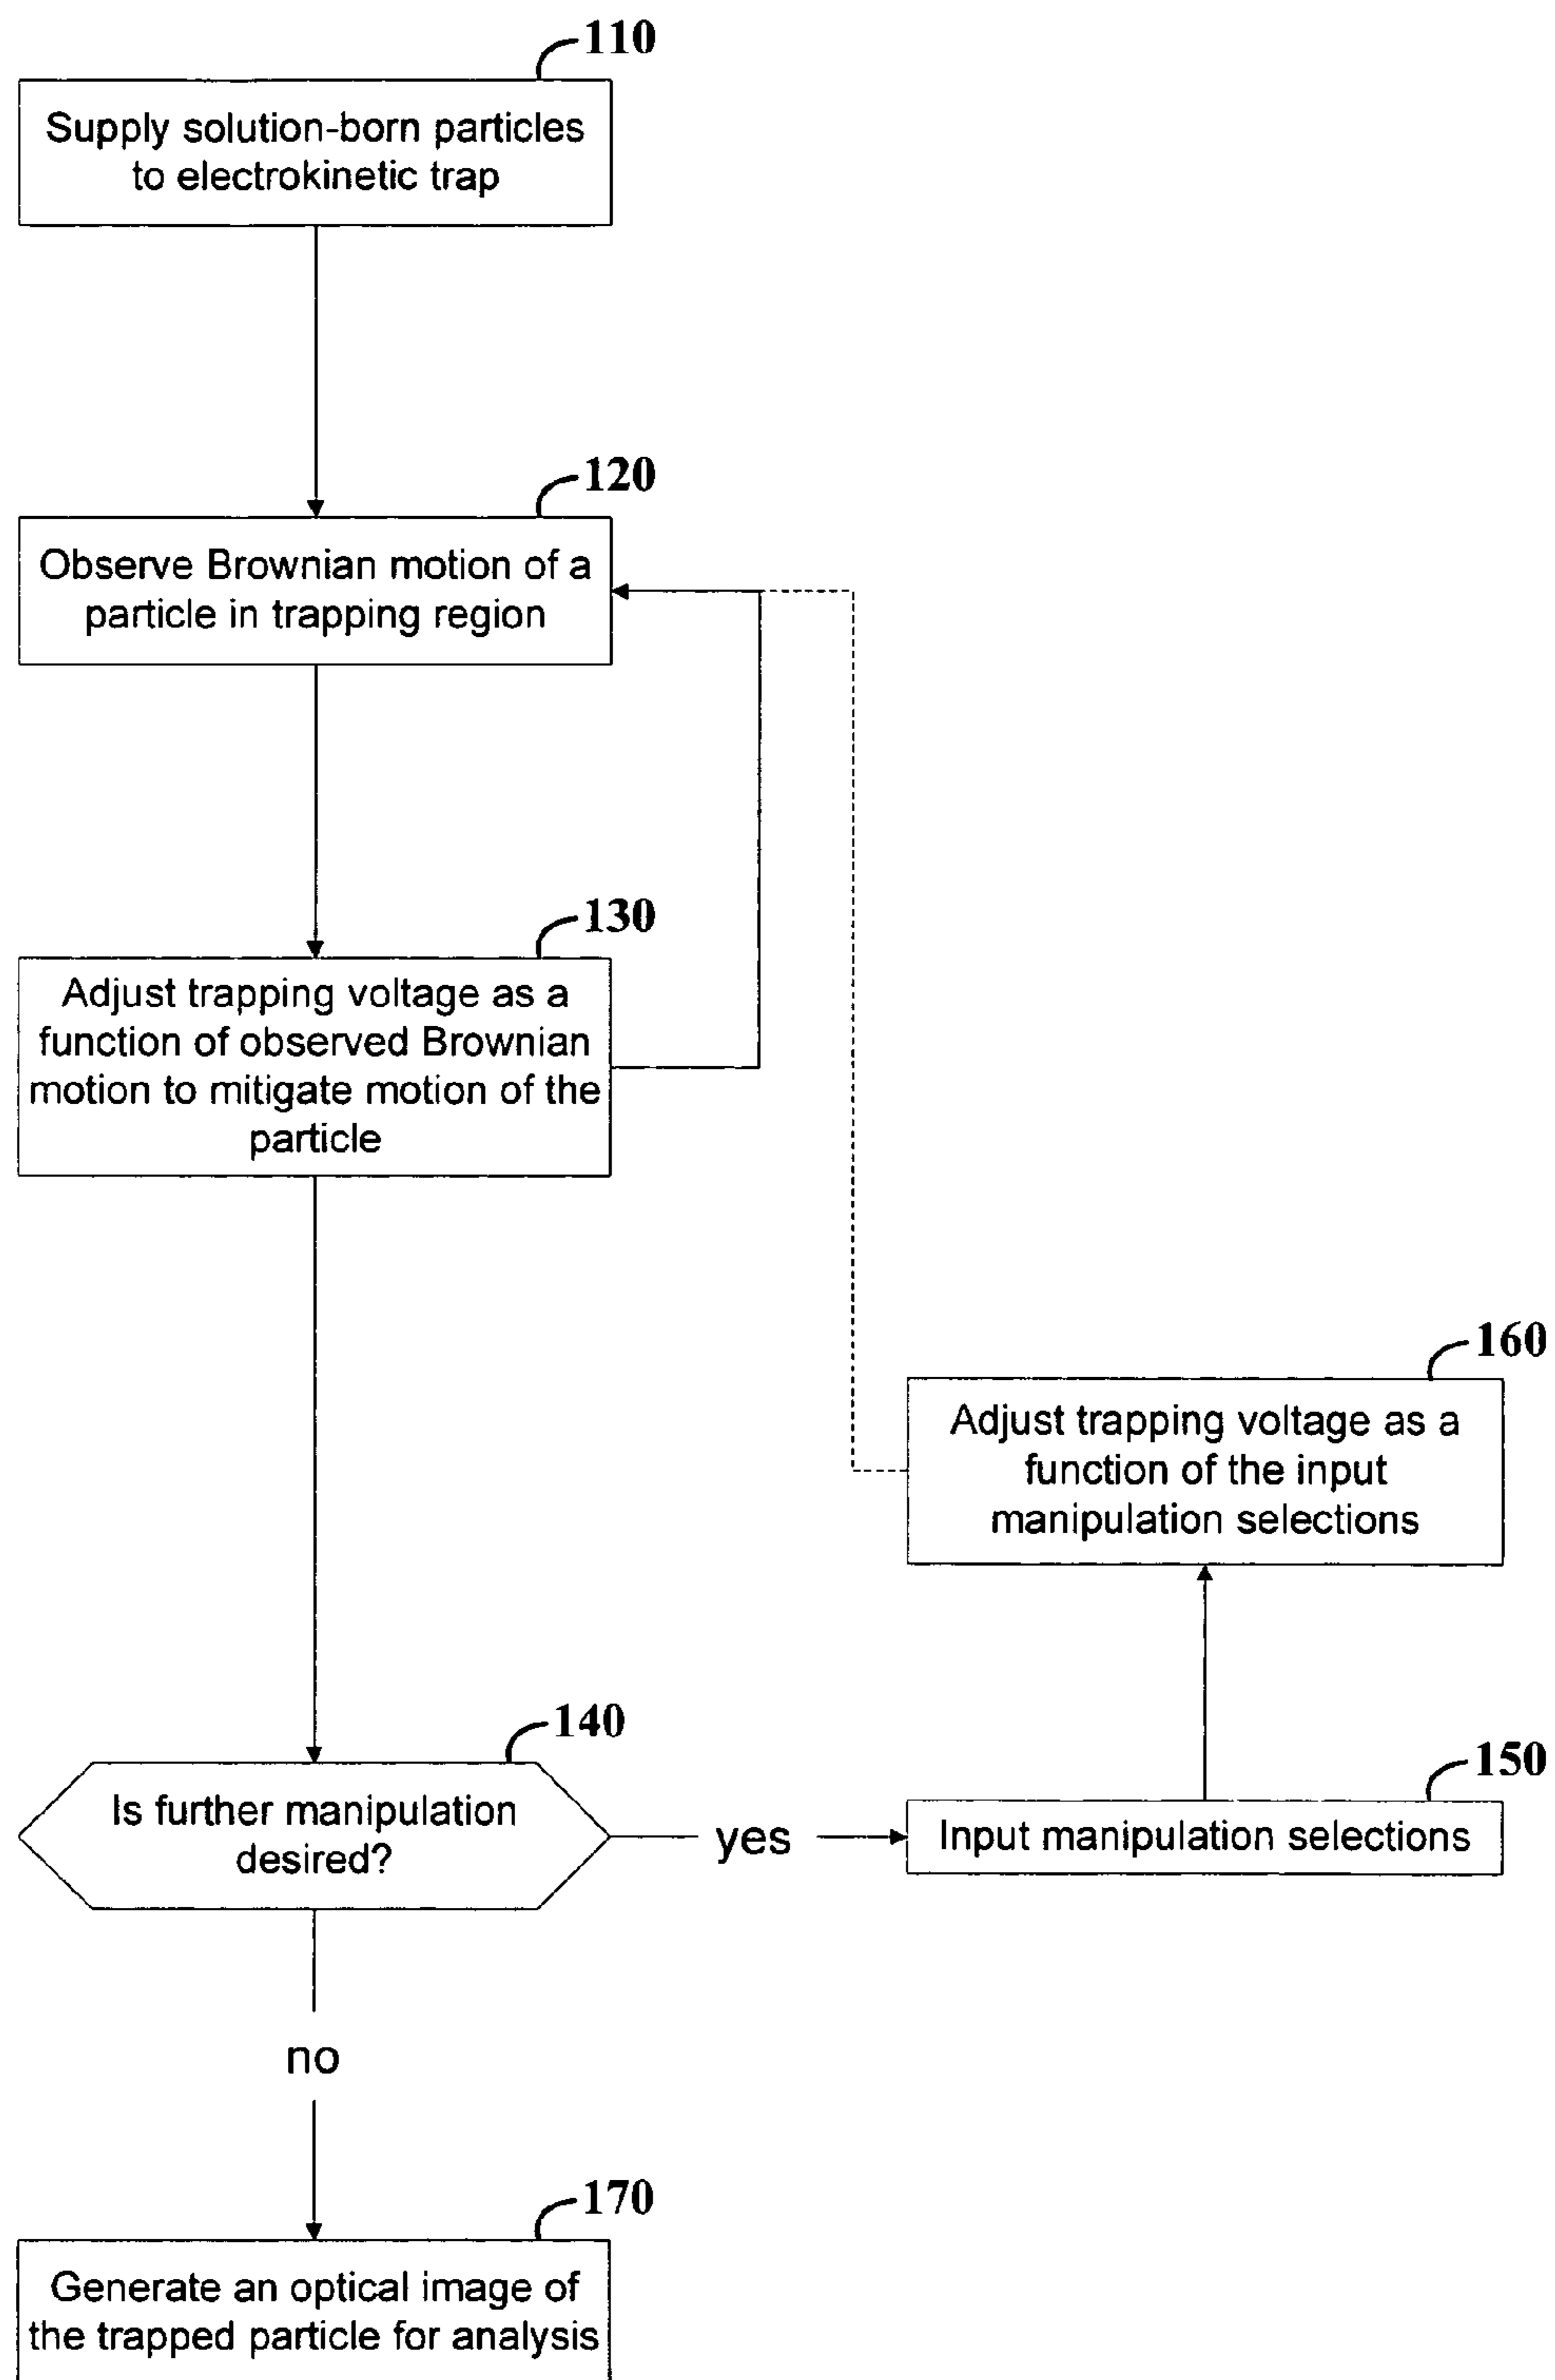 110
Supply solution-born particles
to electrokinetic trap
120
Observe Brownian motion of a
particle in trapping region
130
Adjust trapping voltage as a
function of observed Brownian
motion to mitigate motion of the
particle
160
Adjust trapping voltage as a
function of the input
manipulation selections
140
Is further manipulation
desired?
yes
150
Input manipulation selections
no
170
Generate an optical image of
the trapped particle for analysis